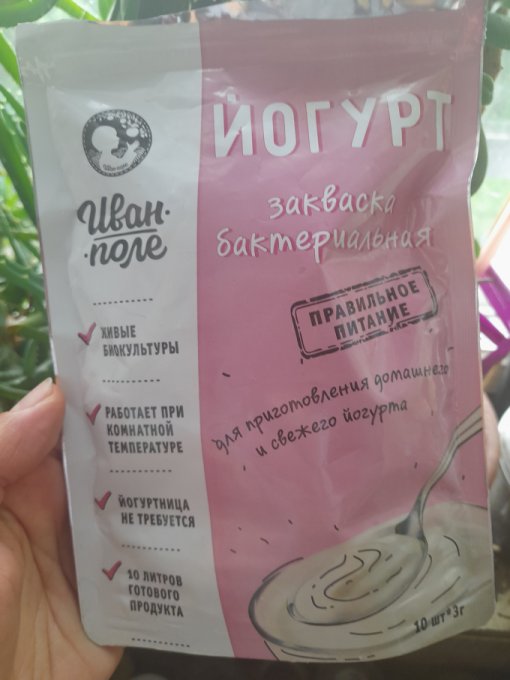 ЙОГУРТ
закваска
бактериальная
Иван·
·поле
ПРАВИЛЬНОЕ
ПИТАНИЕ
для приготовления домашнего
и свежего йогурта
ЖИВЫЕ
БИОКУЛЬТУРЫ
РАБОТАЕТ ПРИ
КОМНАТНОЙ
ТЕМПЕРАТУРЕ
ЙОГУРТНИЦА
НЕ ТРЕБУЕТСЯ
10 ЛИТРОВ
ГОТОВОГО
ПРОДУКТА
10 шт*3г